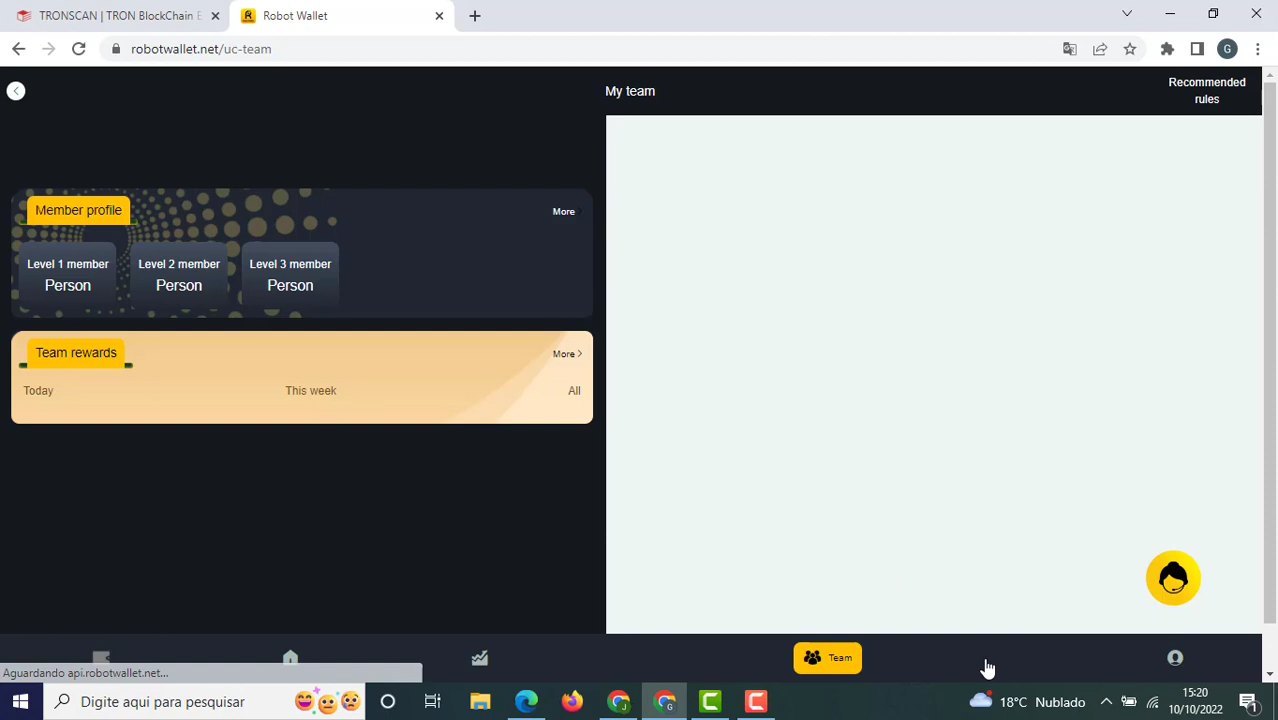 TRONSCAN | TRON BlockChain E
Robot Wallet
robotwallet.net/uc-team
G
My team
Recommended
rules
Member profile
More
Level 1 member
Person
Level 2 member
Person
Level 3 member
Person
Team rewards
More
Today
This week
All
Team
Aguardando api.robotwallet.net...
Digite aqui para pesquisar
J
G
18°C Nublado
15:20
10/10/2022
1